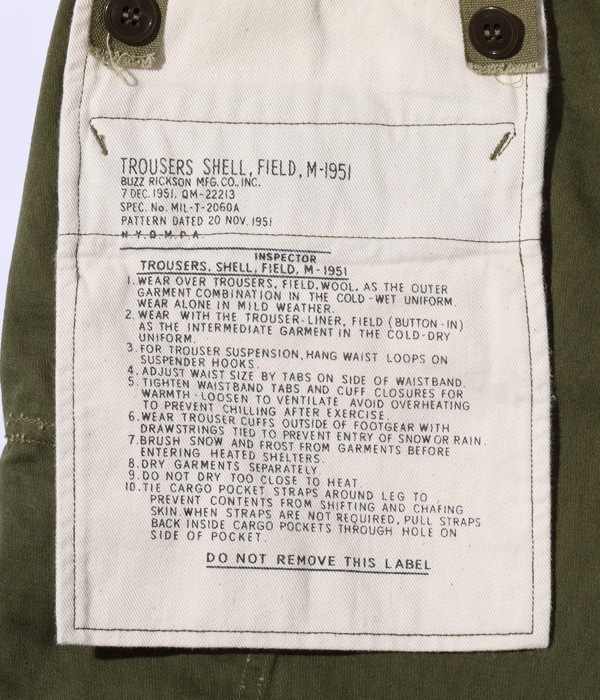 TROUSERS SHELL, FIELD, M-1951
BUZZ RICKSON MFG. CO., INC.
7 DEC. 1951. QM-22213
SPEC. No. MIL-T-2060A
PATTERN DATED 20 NOV. 1951
N.Y.Q.M.P.A.
INSPECTOR
TROUSERS, SHELL, FIELD, M-1951
1. WEAR OVER TROUSERS, FIELD, WOOL, AS THE OUTER
GARMENT COMBINATION IN THE COLD-WET UNIFORM.
WEAR ALONE IN MILD WEATHER.
2. WEAR WITH THE TROUSER-LINER, FIELD (BUTTON-IN)
AS THE INTERMEDIATE GARMENT IN THE COLD-DRY
UNIFORM.
3. FOR TROUSER SUSPENSION, HANG WAIST LOOPS ON
SUSPENDER HOOKS.
4. ADJUST WAIST SIZE BY TABS ON SIDE OF WAISTBAND.
5. TIGHTEN WAISTBAND TABS AND CUFF CLOSURES FOR
WARMTH-LOOSEN TO VENTILATE AVOID OVERHEATING
TO PREVENT CHILLING AFTER EXERCISE.
6. WEAR TROUSER CUFFS OUTSIDE OF FOOTGEAR WITH
DRAWSTRINGS TIED TO PREVENT ENTRY OF SNOW OR RAIN.
7. BRUSH SNOW AND FROST FROM GARMENTS BEFORE
ENTERING HEATED SHELTERS.
8. DRY GARMENTS SEPARATELY
9. DO NOT DRY TOO CLOSE TO HEAT.
10. TIE CARGO POCKET STRAPS AROUND LEG TO
PREVENT CONTENTS FROM SHIFTING AND CHAFING
SKIN. WHEN STRAPS ARE NOT REQUIRED, PULL STRAPS
BACK INSIDE CARGO POCKETS THROUGH HOLE ON
SIDE OF POCKET.
DO NOT REMOVE THIS LABEL